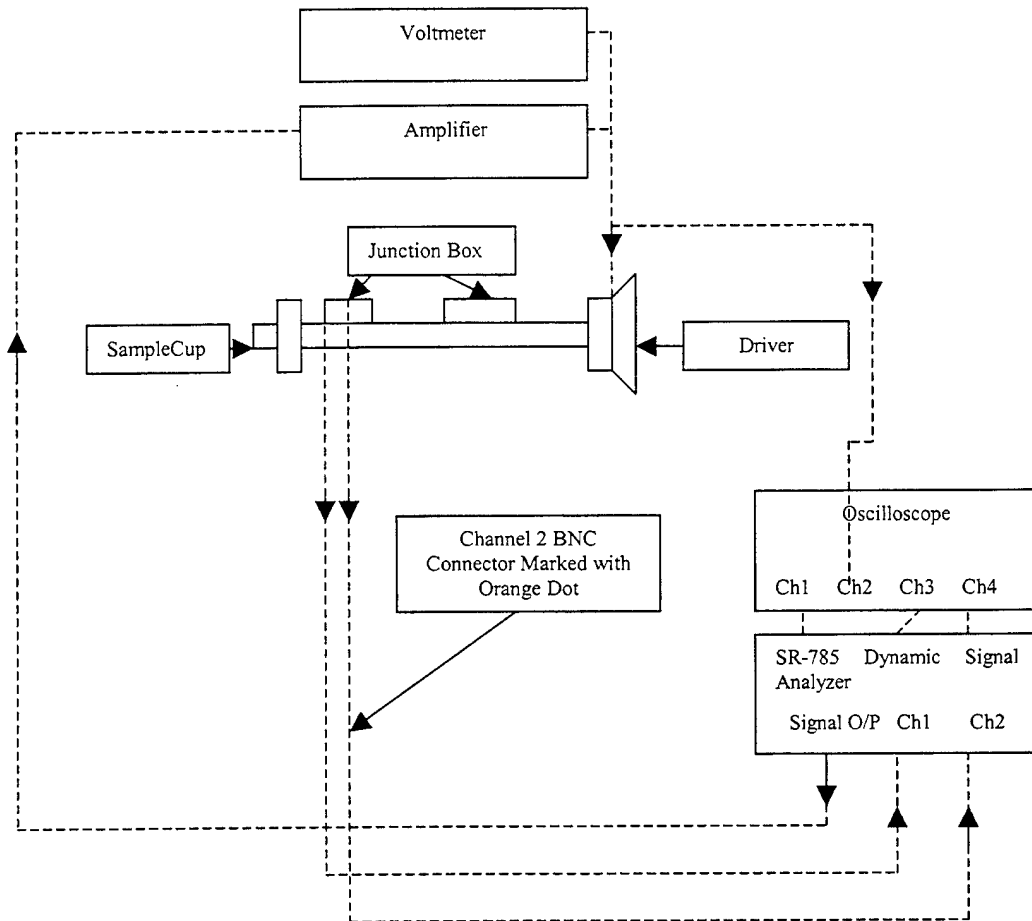 Voltmeter
Amplifier
Junction Box
SampleCup
Driver
Channel 2 BNC
Connector Marked with
Orange Dot
Oscilloscope
Ch1 Ch2 Ch3 Ch4
SR-785 Dynamic Signal
Analyzer
Signal O/P Ch1 Ch2